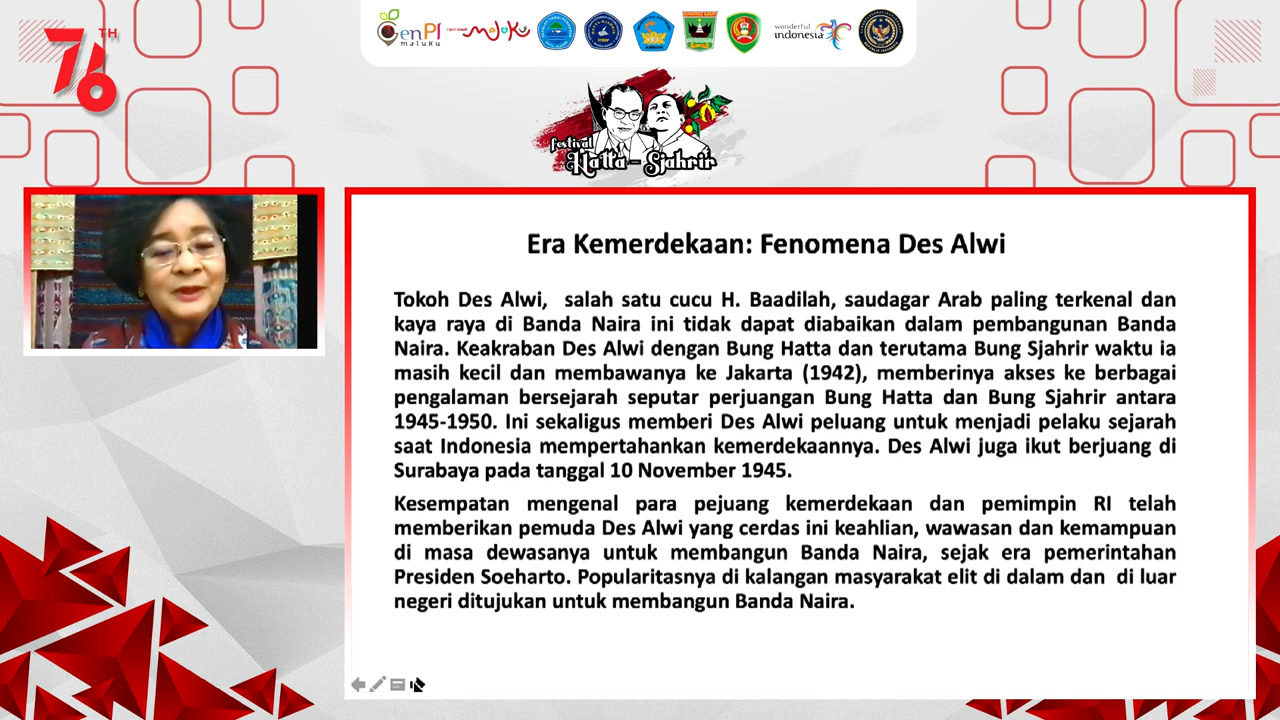 76 TH
GenPI
maluku
MALUKU
wonderful
indonesia
Festival
Hatta - Sjahrir
Era Kemerdekaan: Fenomena Des Alwi
Tokoh Des Alwi, salah satu cucu H. Baadilah, saudagar Arab paling terkenal dan
kaya raya di Banda Naira ini tidak dapat diabaikan dalam pembangunan Banda
Naira. Keakraban Des Alwi dengan Bung Hatta dan terutama Bung Sjahrir waktu ia
masih kecil dan membawanya ke Jakarta (1942), memberinya akses ke berbagai
pengalaman bersejarah seputar perjuangan Bung Hatta dan Bung Sjahrir antara
1945-1950. Ini sekaligus memberi Des Alwi peluang untuk menjadi pelaku sejarah
saat Indonesia mempertahankan kemerdekaannya. Des Alwi juga ikut berjuang di
Surabaya pada tanggal 10 November 1945.
Kesempatan mengenal para pejuang kemerdekaan dan pemimpin RI telah
memberikan pemuda Des Alwi yang cerdas ini keahlian, wawasan dan kemampuan
di masa dewasanya untuk membangun Banda Naira, sejak era pemerintahan
Presiden Soeharto. Popularitasnya di kalangan masyarakat elit di dalam dan di luar
negeri ditujukan untuk membangun Banda Naira.